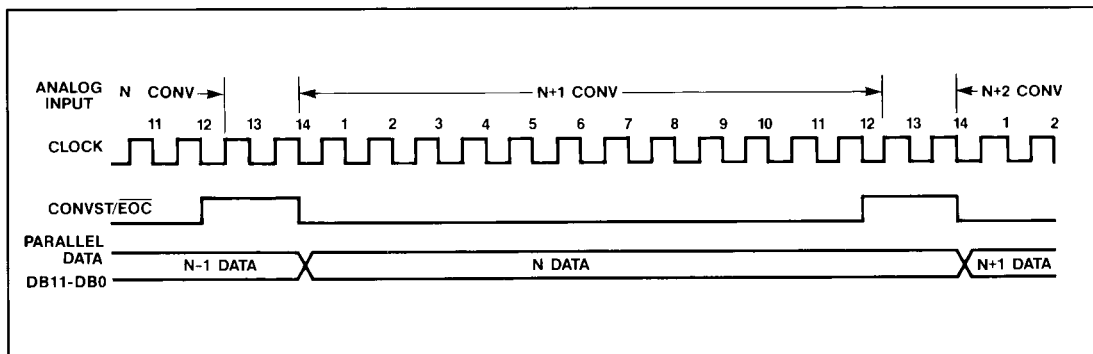 ANALOG INPUT N CONV N+1 CONV N+2 CONV
CLOCK 11 12 13 14 1 2 3 4 5 6 7 8 9 10 11 12 13 14 1 2
CONVST/E̅O̅C̅
PARALLEL DATA
N-1 DATA N DATA N+1 DATA
DB11-DB0